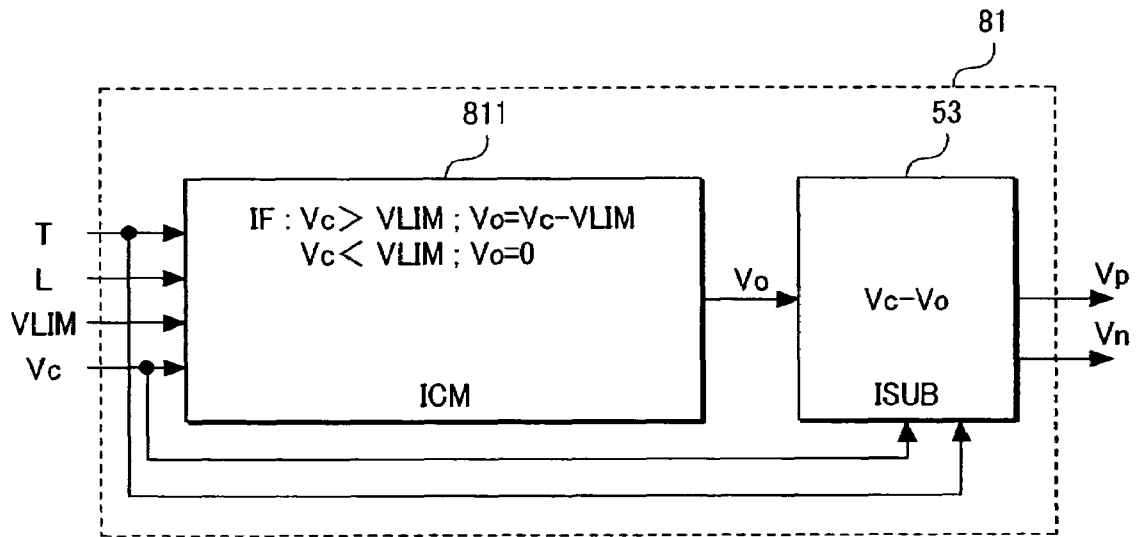 81
811
53
IF : Vc > VLIM ; Vo=Vc-VLIM
Vc < VLIM ; Vo=0
T
L
VLIM
Vc
Vo
Vc-Vo
Vp
Vn
ICM
ISUB